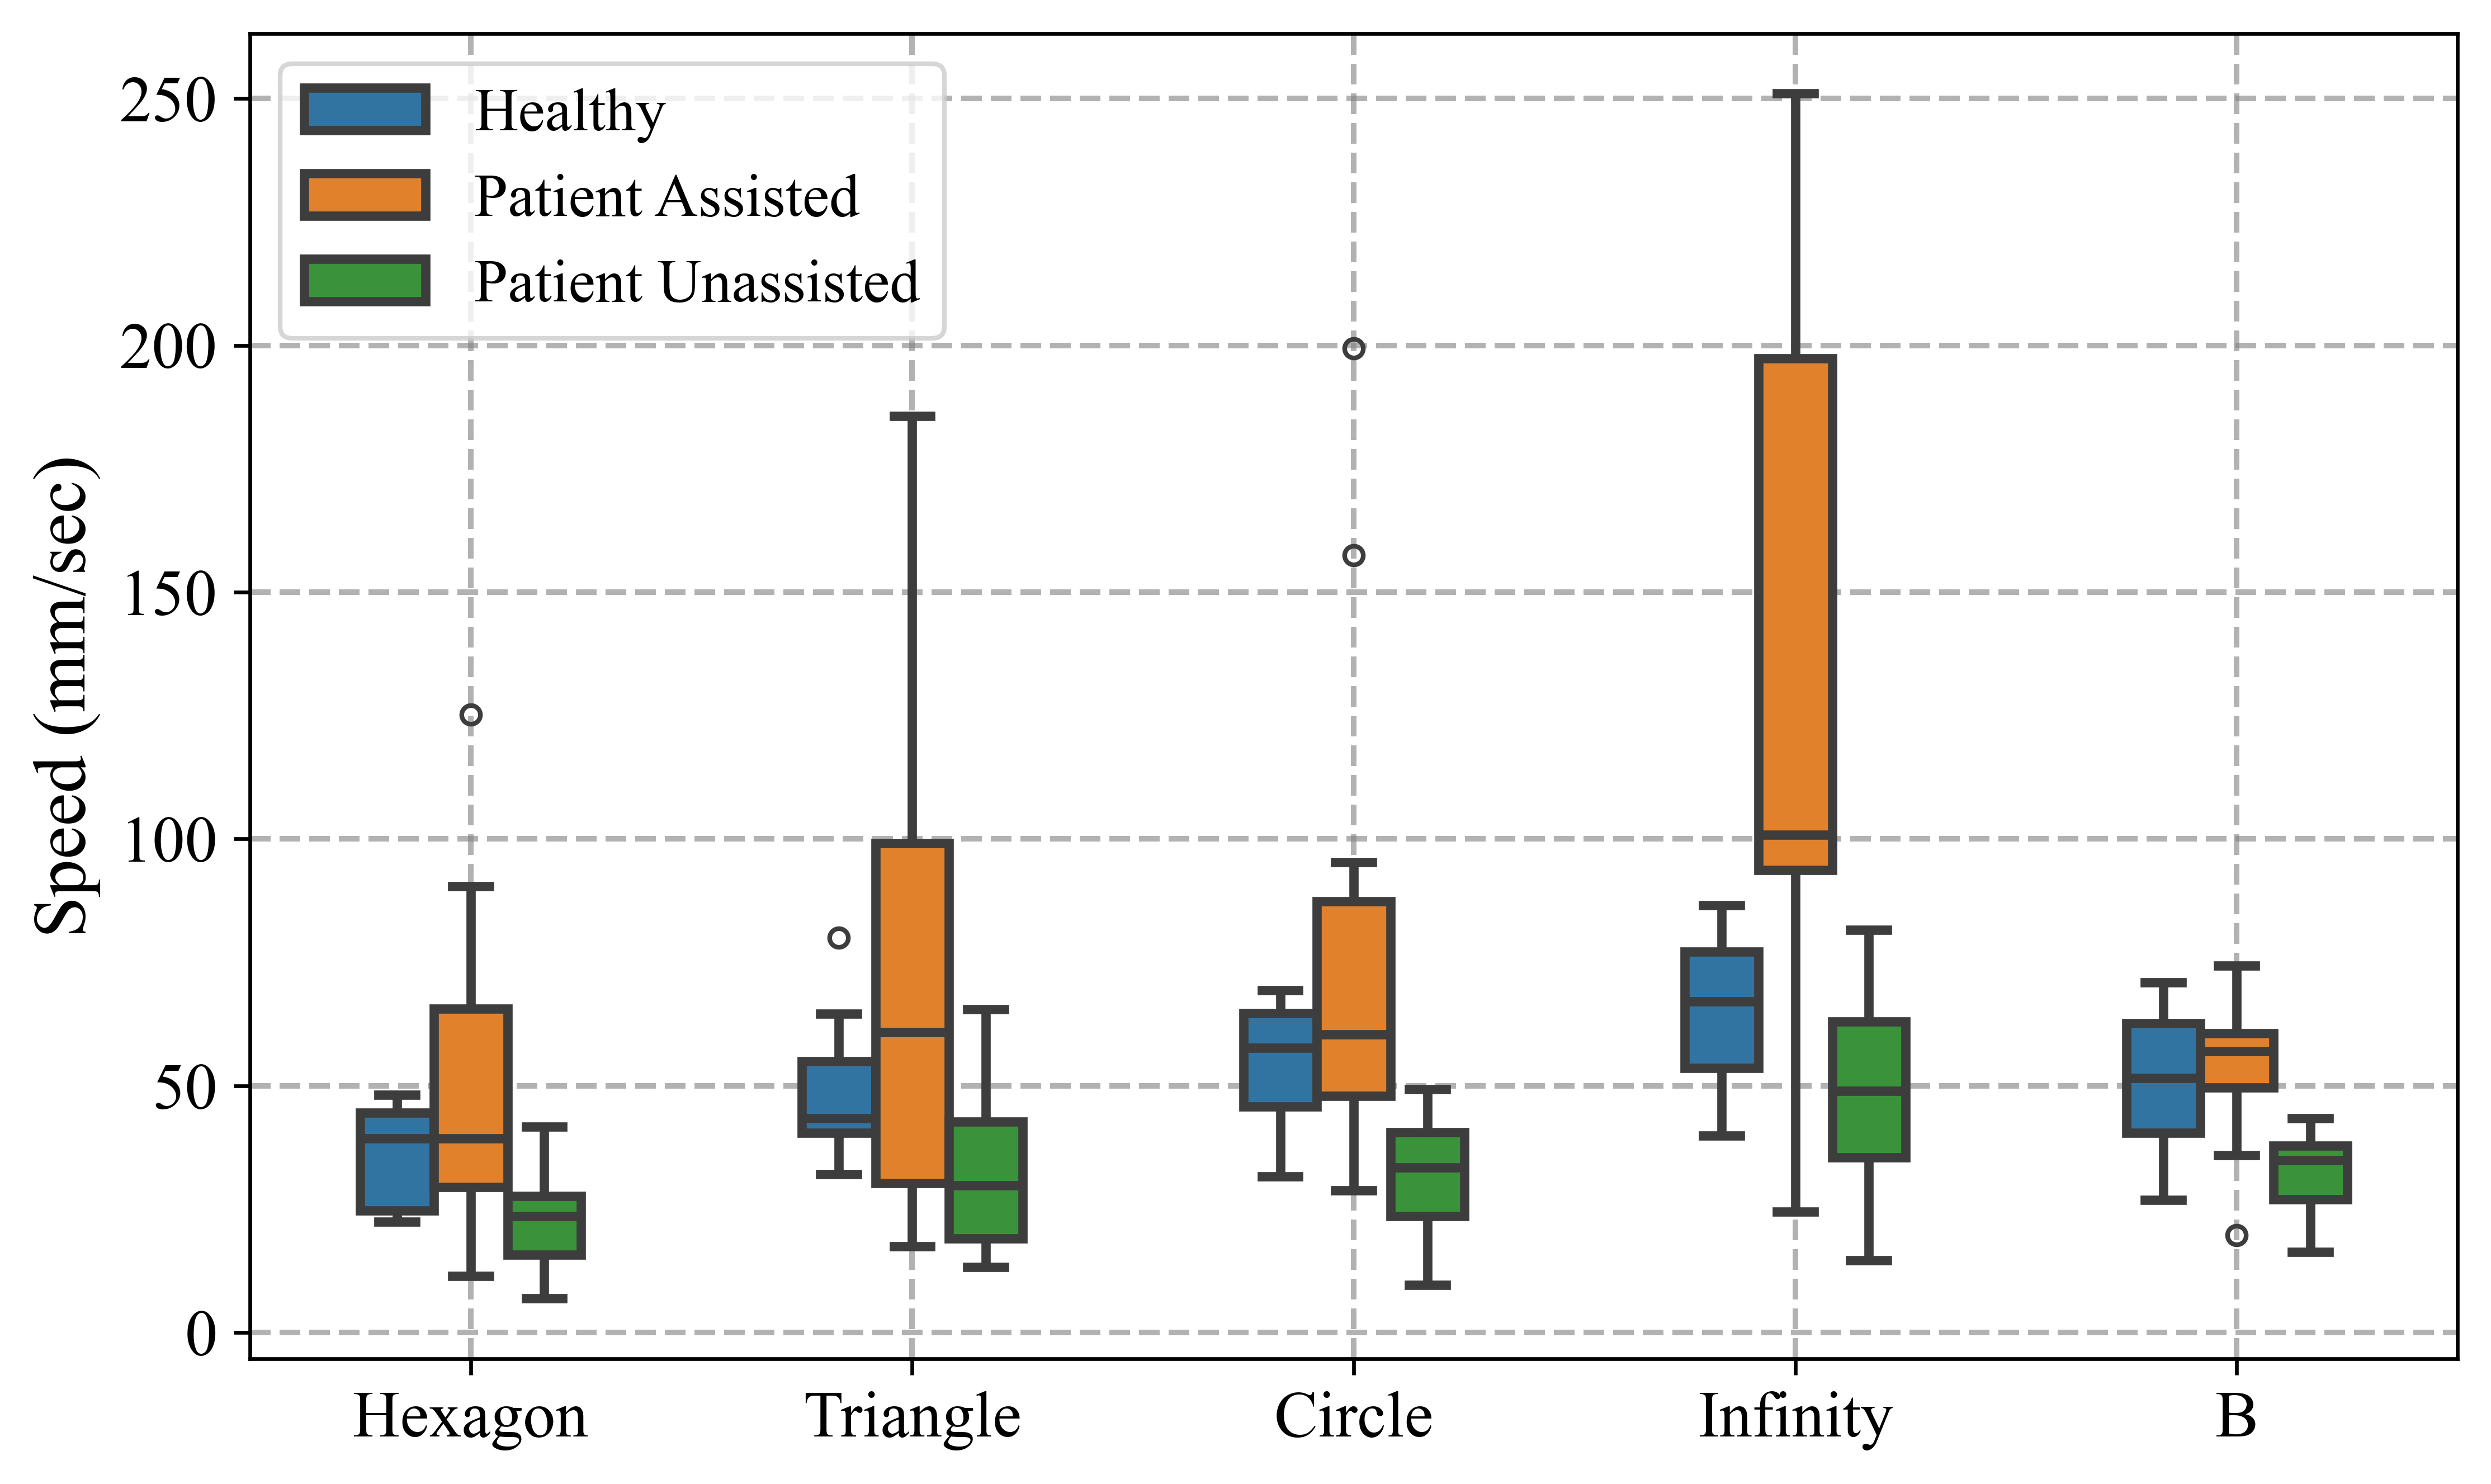 Speed (mm/sec)
250
200
150
100
50
0
Healthy
Patient Assisted
Patient Unassisted
Hexagon
Triangle
Circle
Infinity
B